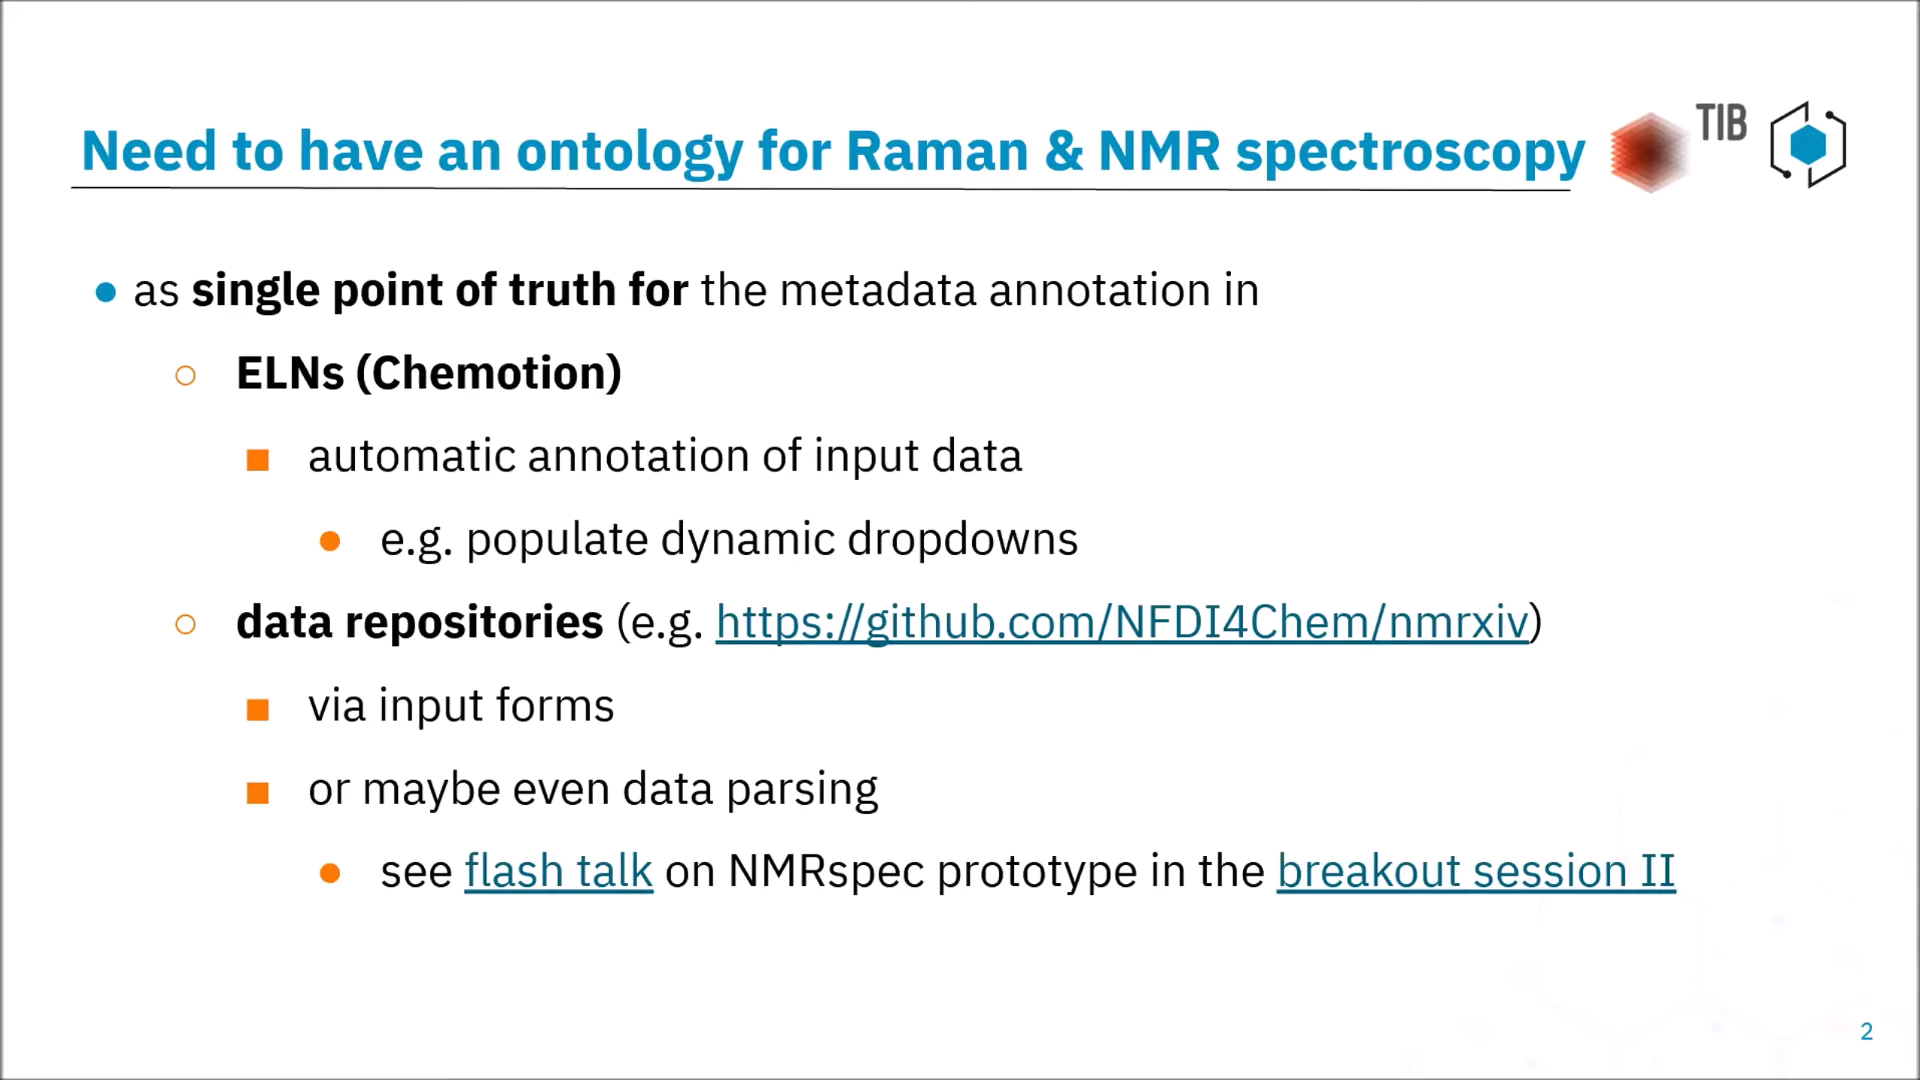 Need to have an ontology for Raman & NMR spectroscopy
TIB
as single point of truth for the metadata annotation in
ELNs (Chemotion)
automatic annotation of input data
e.g. populate dynamic dropdowns
data repositories (e.g. https://github.com/NFDI4Chem/nmrxiv)
via input forms
or maybe even data parsing
see flash talk on NMRspec prototype in the breakout session II
2